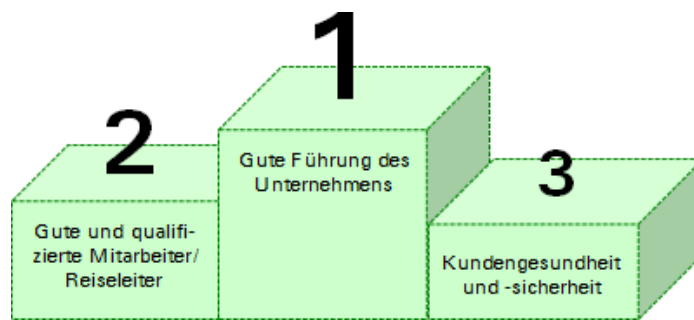 1
Gute Führung des
Unternehmens
2
Gute und qualifi-
zierte Mitarbeiter/
Reiseleiter
3
Kundengesundheit
und -sicherheit